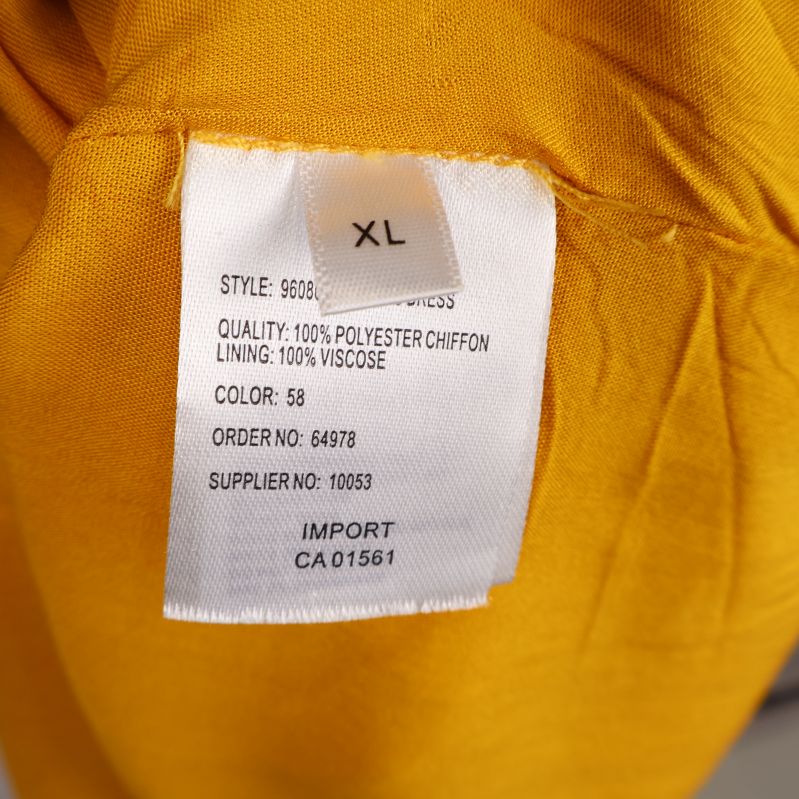 XL
STYLE: 9608 DRESS
QUALITY: 100% POLYESTER CHIFFON
LINING: 100% VISCOSE
COLOR: 58
ORDER NO: 64978
SUPPLIER NO: 10053
IMPORT
CA 01561